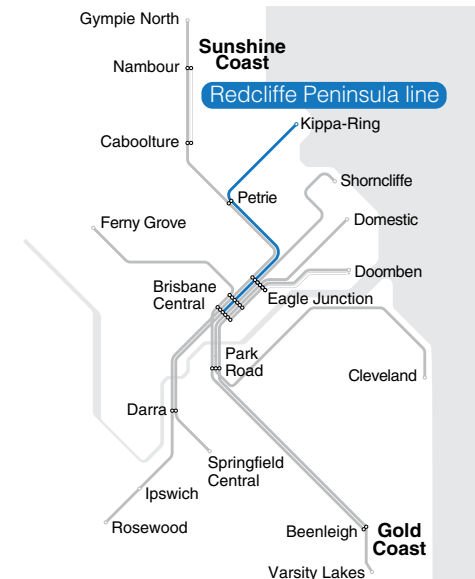 Gympie North
Sunshine
Coast
Nambour
Redcliffe Peninsula line
Kippa-Ring
Caboolture
Shorncliffe
Petrie
Ferny Grove
Domestic
Doomben
Brisbane
Central
Eagle Junction
Park
Road
Cleveland
Darra
Springfield
Central
Ipswich
Rosewood
Beenleigh
Gold
Coast
Varsity Lakes